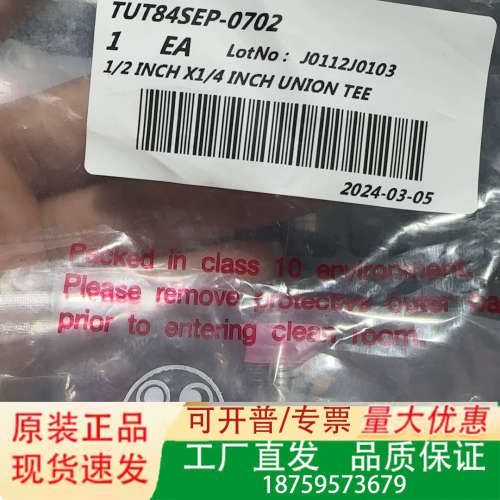 TUT84SEP-0702
1 EA LotNo : J0112J0103
1/2 INCH X1/4 INCH UNION TEE
2024-03-05
Packed in class 10 environment.
Please remove protective outer ba
prior to entering clean room.
原装正品
现货速发
可开普/专票 量大优惠
工厂直发 品质保证
18759573679